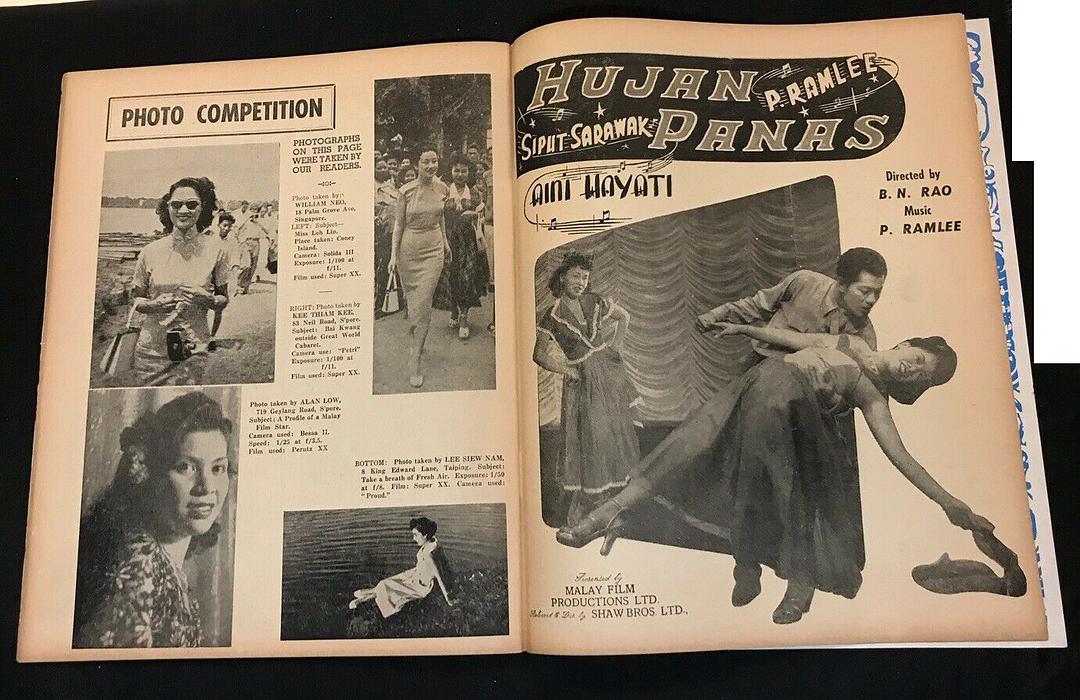 PHOTO COMPETITION
PHOTOGRAPHS
ON THIS PAGE
WERE TAKEN BY
OUR READERS.
Photo taken by:-
WILLIAM NEO,
18 Palm Grove Ave,
Singapore.
LEFT: Subject—
Miss Loh Lin.
Place taken: Coney
Island.
Camera: Solida III
Exposure: 1/100 at
f/11.
Film used: Super XX.
RIGHT: Photo taken by
KEE THIAM KEE,
83 Neil Road, S'pore.
Subject: Bai Kwang
outside Great World
Cabaret.
Camera use: "Petri"
Exposure: 1/100 at
f/11.
Film used: Super XX.
Photo taken by ALAN LOW,
719 Geylang Road, S'pore.
Subject: A Profile of a Malay
Film Star.
Camera used: Bessa II.
Speed: 1/25 at f/3.5.
Film used: Perutz XX
BOTTOM: Photo taken by LEE SIEW NAM,
8 King Edward Lane, Taiping. Subject:
Take a breath of Fresh Air. Exposure: 1/50
at f/8. Film: Super XX. Camera used:
"Proud."
HUJAN
P. RAMLEE
SIPUT SARAWAK
PANAS
AINI HAYATI
Directed by
B. N. RAO
Music
P. RAMLEE
Presented by
MALAY FILM
PRODUCTIONS LTD.
Released & Dist. by SHAW BROS. LTD.,